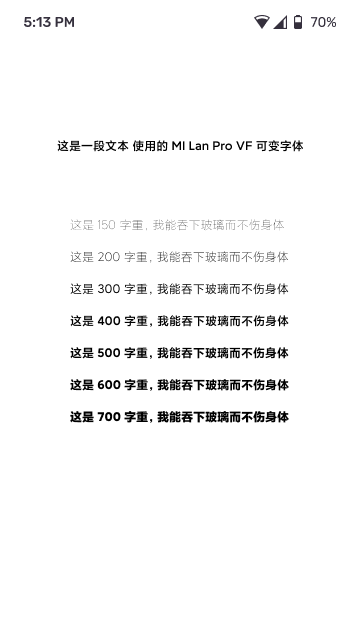 5:13 PM 70%
这是一段文本 使用的 MI Lan Pro VF 可变字体
这是 150 字重，我能吞下玻璃而不伤身体
这是 200 字重，我能吞下玻璃而不伤身体
这是 300 字重，我能吞下玻璃而不伤身体
这是 400 字重，我能吞下玻璃而不伤身体
这是 500 字重，我能吞下玻璃而不伤身体
这是 600 字重，我能吞下玻璃而不伤身体
这是 700 字重，我能吞下玻璃而不伤身体